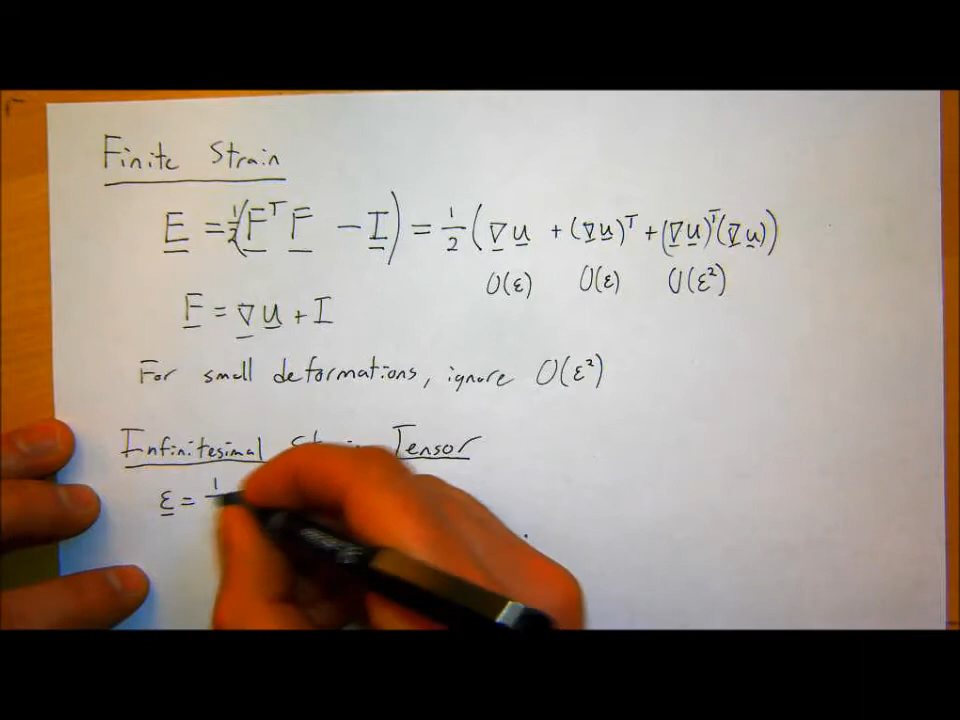 Finite Strain
E = ½(FᵀF - I) = ½(∇u + (∇u)ᵀ + (∇u)ᵀ(∇u))
O(ε) O(ε) O(ε²)
F = ∇u + I
For small deformations, ignore O(ε²)
Infinitesimal Tensor
ε = 1